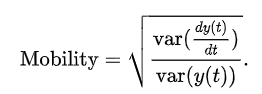 Mobility = √(var(dy(t)/dt)/var(y(t))).